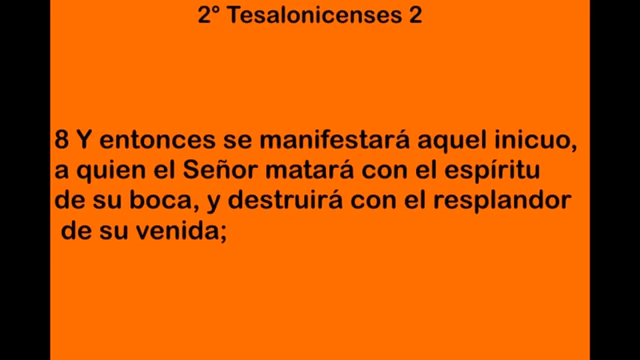 2° Tesalonicenses 2
8 Y entonces se manifestará aquel inicuo,
a quien el Señor matará con el espíritu
de su boca, y destruirá con el resplandor
de su venida;